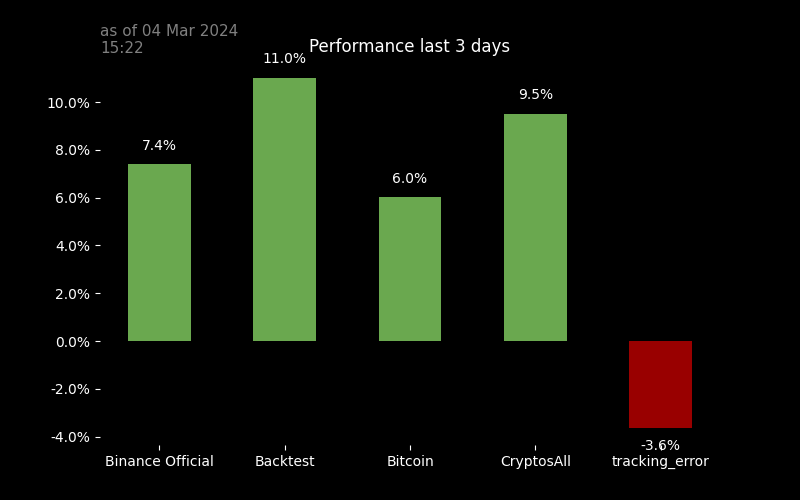 as of 04 Mar 2024
15:22
Performance last 3 days
11.0%
9.5%
7.4%
6.0%
-3.6%
10.0%
8.0%
6.0%
4.0%
2.0%
0.0%
-2.0%
-4.0%
Binance Official
Backtest
Bitcoin
CryptosAll
tracking_error